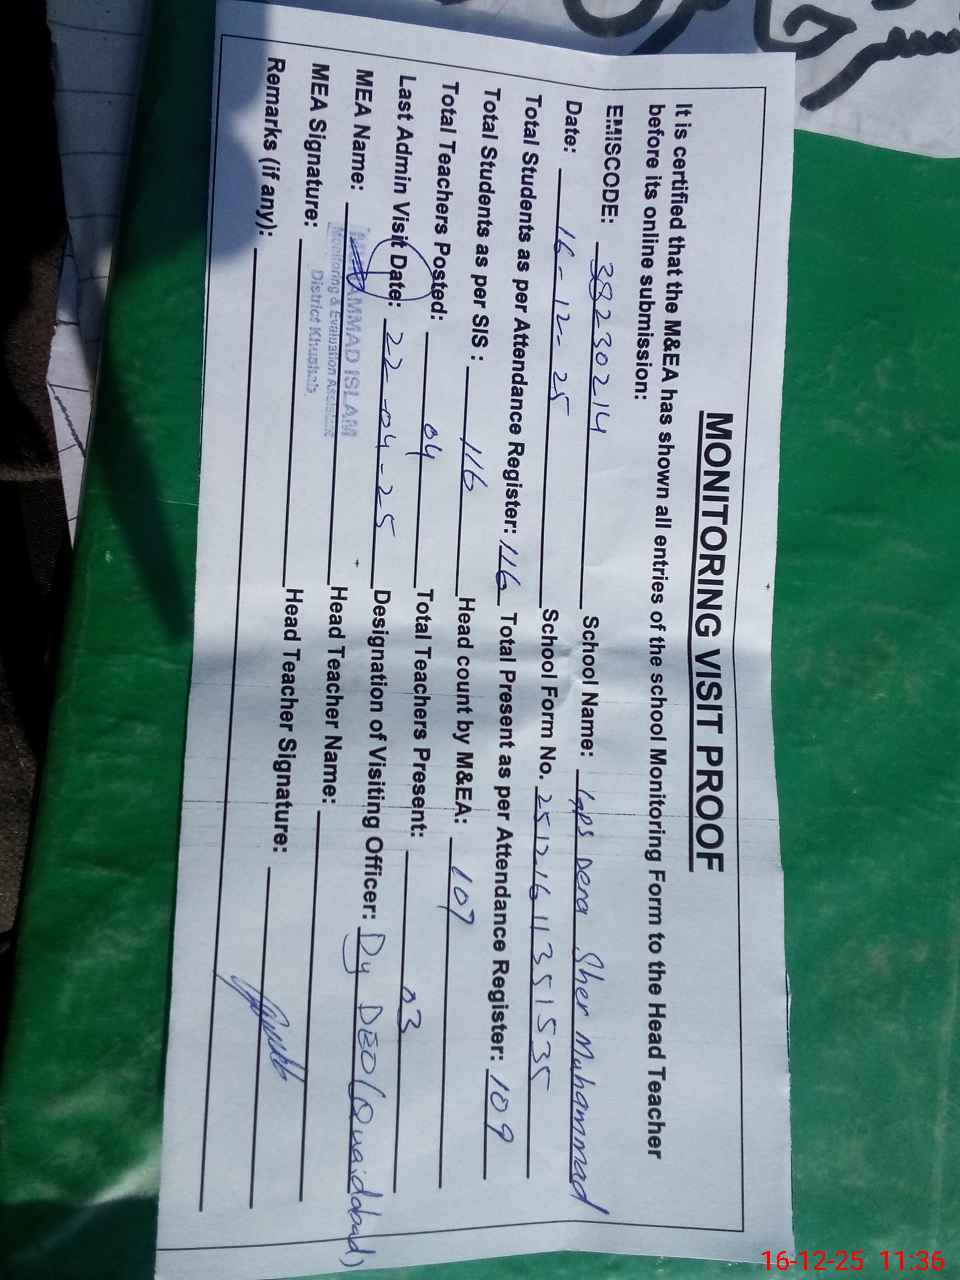 MONITORING VISIT PROOF
It is certified that the M&EA has shown all entries of the school Monitoring Form to the Head Teacher
before its online submission:
EMISCODE: 38230214 School Name: Gps Dera Sher Muhammad
Date: 16-12-25 School Form No. 25121611351535
Total Students as per Attendance Register: 116 Total Present as per Attendance Register: 109
Total Students as per SIS : 116 Head count by M&EA: 107
Total Teachers Posted: 04 Total Teachers Present: 03
Last Admin Visit Date: 22-04-25 Designation of Visiting Officer: Dy DEO (Quaidabad)
MEA Name: MUHAMMAD ISLAM Head Teacher Name:
Monitoring & Evaluation Assistant
District Khushab
MEA Signature: Head Teacher Signature:
Remarks (if any):
16-12-25 11:36